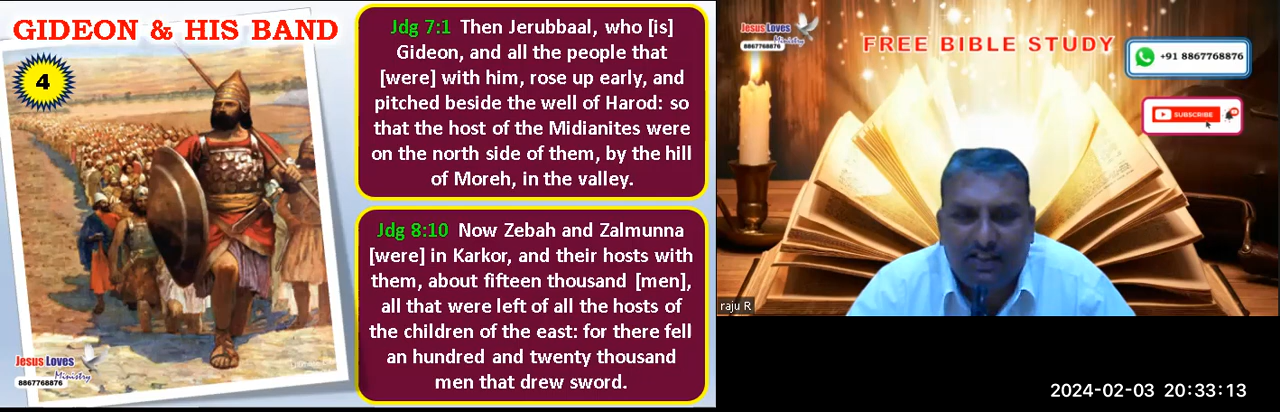 GIDEON & HIS BAND
4
Jesus Loves
Ministry
8867768876
Jdg 7:1 Then Jerubbaal, who [is]
Gideon, and all the people that
[were] with him, rose up early, and
pitched beside the well of Harod: so
that the host of the Midianites were
on the north side of them, by the hill
of Moreh, in the valley.
Jdg 8:10 Now Zebah and Zalmunna
[were] in Karkor, and their hosts with
them, about fifteen thousand [men],
all that were left of all the hosts of
the children of the east: for there fell
an hundred and twenty thousand
men that drew sword.
Jesus Loves
Ministry
8867768876
FREE BIBLE STUDY
+91 8867768876
SUBSCRIBE
raju R
2024-02-03 20:33:13